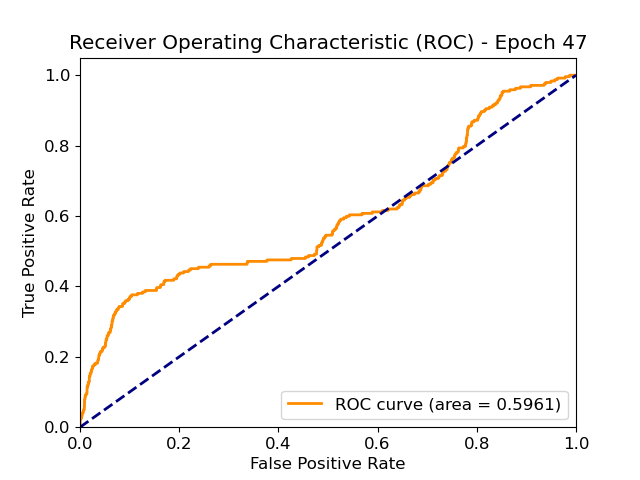 Receiver Operating Characteristic (ROC) - Epoch 47
True Positive Rate
1.0
0.8
0.6
0.4
0.2
0.0
ROC curve (area = 0.5961)
0.0 0.2 0.4 0.6 0.8 1.0
False Positive Rate